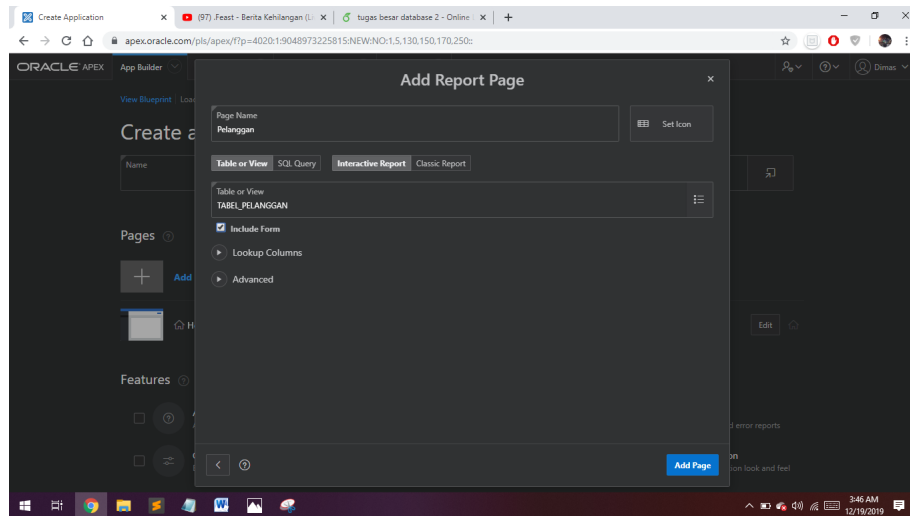 Create Application
(97) .Feast - Berita Kehilangan (Li
tugas besar database 2 - Online
apex.oracle.com/pls/apex/f?p=4020:1:9048973225815:NEW:NO:1,5,130,150,170,250::
ORACLE APEX
App Builder
Dimas
View Blueprint
Create a
Name
Pages
Add
Edit
Features
d error reports
on
ion look and feel
Add Report Page
Page Name
Pelanggan
Set Icon
Table or View SQL Query Interactive Report Classic Report
Table or View
TABEL_PELANGGAN
Include Form
Lookup Columns
Advanced
Add Page
3:46 AM
12/19/2019